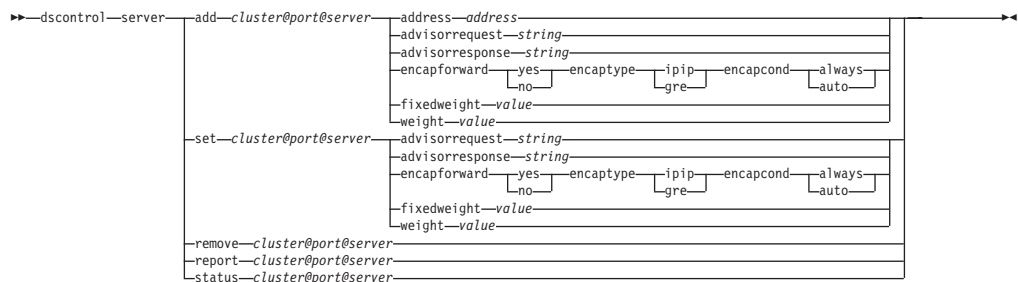 dscontrol server add cluster@port@server address address
advisorrequest string
advisorresponse string
encapforward yes encaptype ipip encapcond always
no gre auto
fixedweight value
weight value
set cluster@port@server advisorrequest string
advisorresponse string
encapforward yes encaptype ipip encapcond always
no gre auto
fixedweight value
weight value
remove cluster@port@server
report cluster@port@server
status cluster@port@server